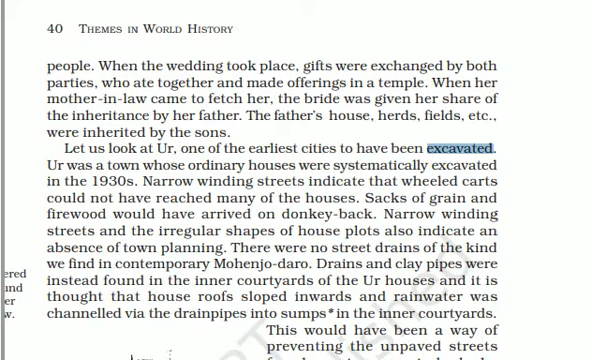 40 THEMES IN WORLD HISTORY
people. When the wedding took place, gifts were exchanged by both
parties, who ate together and made offerings in a temple. When her
mother-in-law came to fetch her, the bride was given her share of
the inheritance by her father. The father's house, herds, fields, etc.,
were inherited by the sons.
Let us look at Ur, one of the earliest cities to have been excavated.
Ur was a town whose ordinary houses were systematically excavated
in the 1930s. Narrow winding streets indicate that wheeled carts
could not have reached many of the houses. Sacks of grain and
firewood would have arrived on donkey-back. Narrow winding
streets and the irregular shapes of house plots also indicate an
absence of town planning. There were no street drains of the kind
we find in contemporary Mohenjo-daro. Drains and clay pipes were
instead found in the inner courtyards of the Ur houses and it is
thought that house roofs sloped inwards and rainwater was
channelled via the drainpipes into sumps* in the inner courtyards.
This would have been a way of
preventing the unpaved streets
ered
und
er
w.